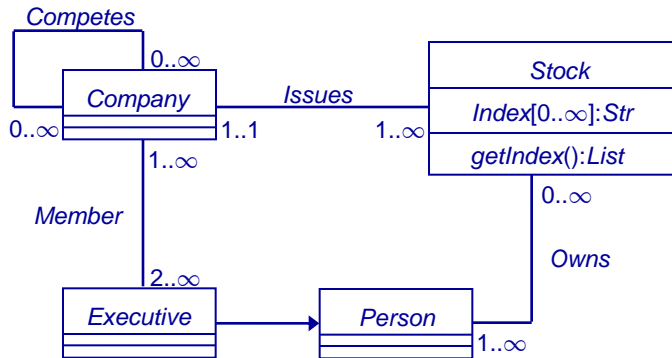 Competes
0..∞
Company
Issues
Stock
Index[0..∞]:Str
getIndex():List
0..∞
1..1
1..∞
1..∞
0..∞
Member
Owns
2..∞
Executive
Person
1..∞